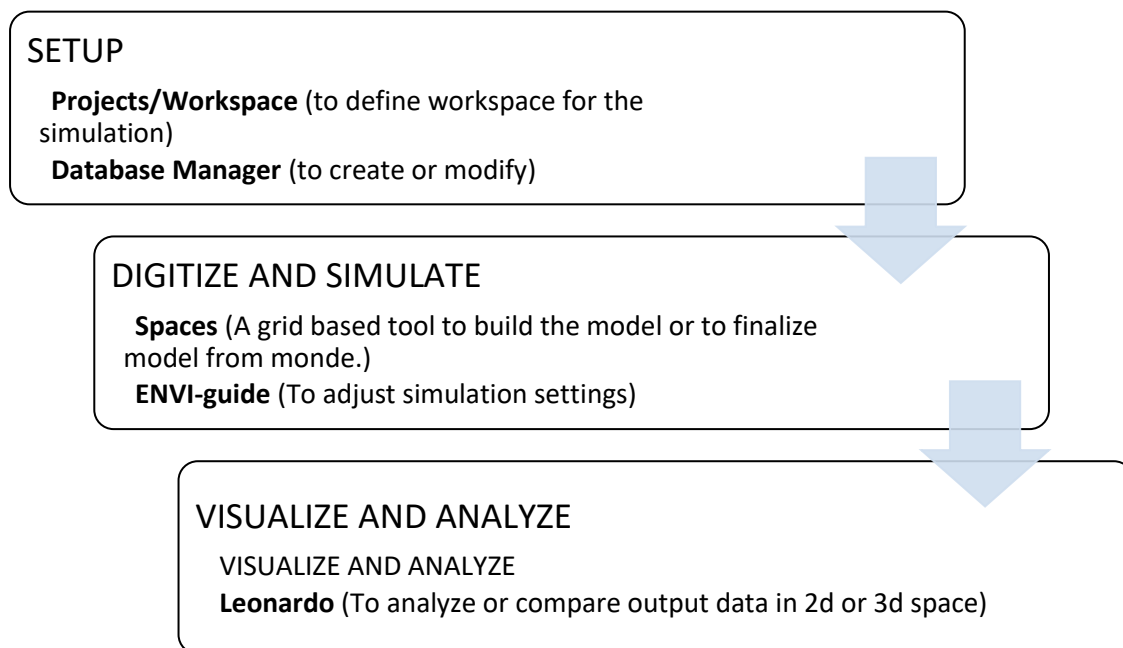 SETUP
Projects/Workspace (to define workspace for the
simulation)
Database Manager (to create or modify)
DIGITIZE AND SIMULATE
Spaces (A grid based tool to build the model or to finalize
model from monde.)
ENVI-guide (To adjust simulation settings)
VISUALIZE AND ANALYZE
VISUALIZE AND ANALYZE
Leonardo (To analyze or compare output data in 2d or 3d space)